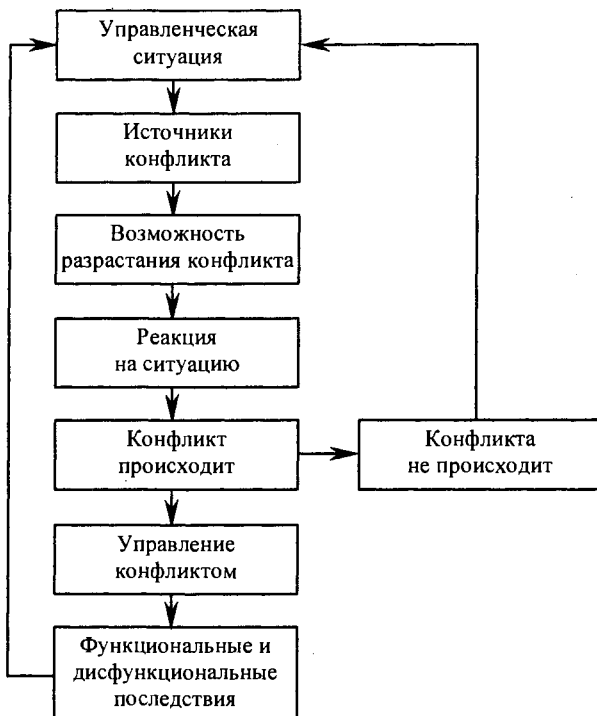 Управленческая
ситуация
Источники
конфликта
Возможность
разрастания конфликта
Реакция
на ситуацию
Конфликт
происходит
Конфликта
не происходит
Управление
конфликтом
Функциональные и
дисфункциональные
последствия